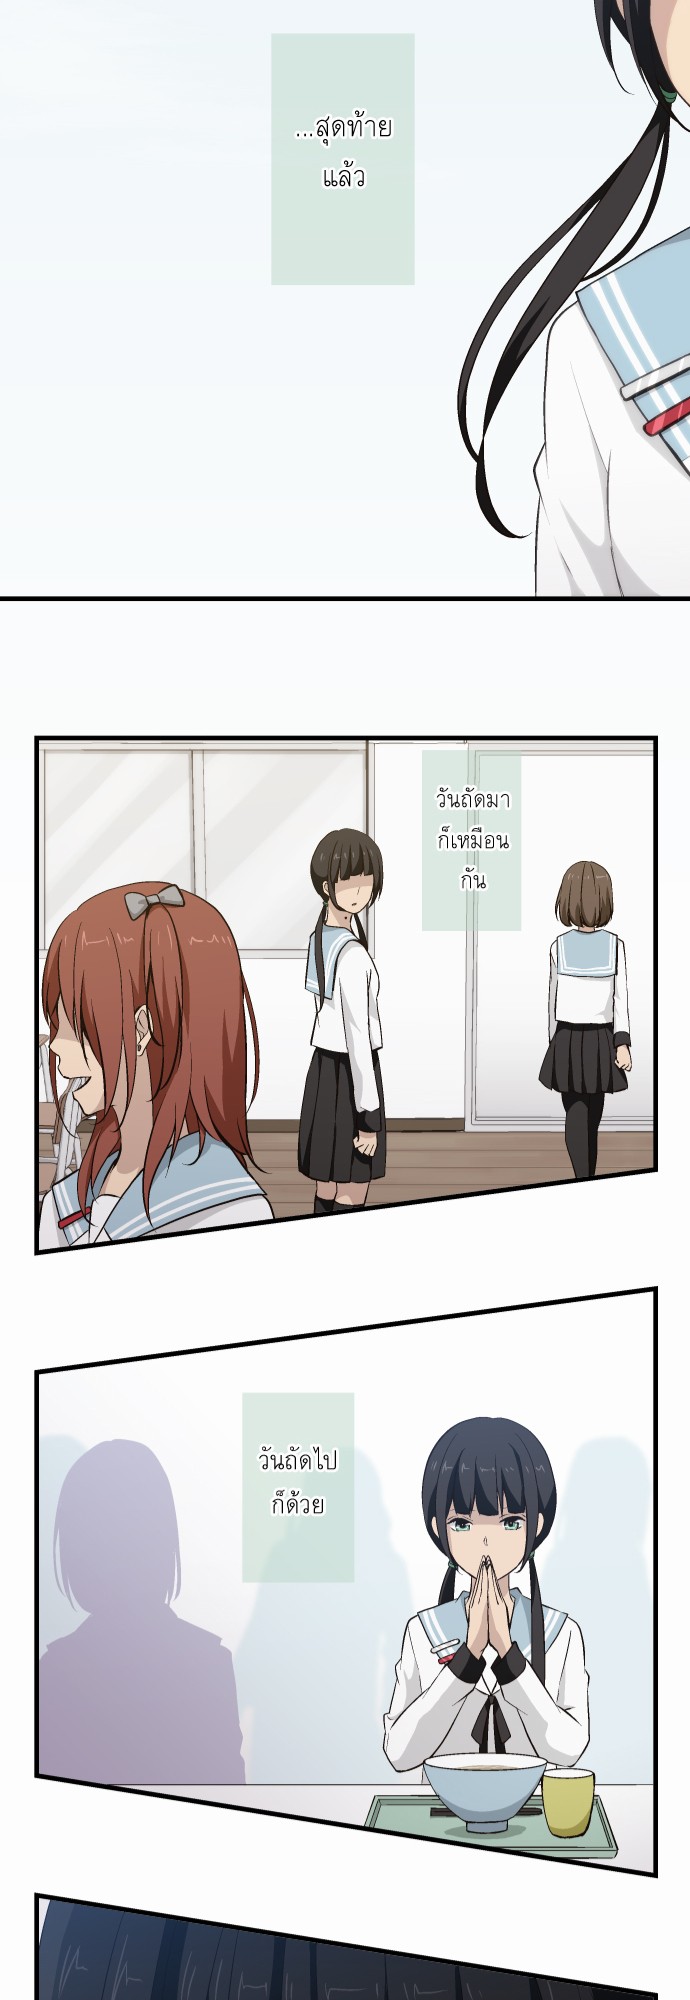 ...สุดท้าย
แล้ว
วันถัดมา
ก็เหมือน
กัน
วันถัดไป
ก็ด้วย